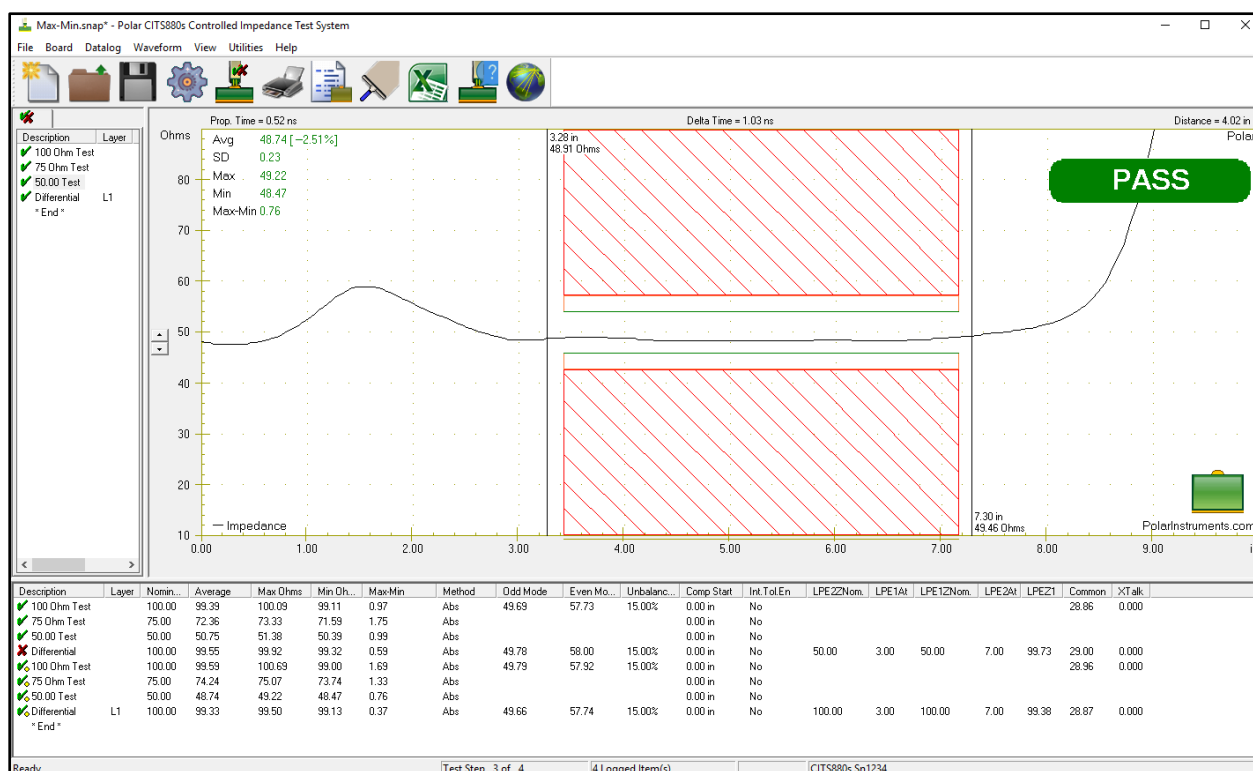 Max-Min.snap* - Polar CITS880s Controlled Impedance Test System
File Board Datalog Waveform View Utilities Help
Description Layer
100 Ohm Test
75 Ohm Test
50.00 Test
Differential L1
* End *
Prop. Time = 0.52 ns Delta Time = 1.03 ns Distance = 4.02 in
Ohms
Avg 48.74 [-2.51%]
SD 0.23
Max 49.22
Min 48.47
Max-Min 0.76
3.28 in
48.91 Ohms
Polar
PASS
80
70
60
50
40
30
20
10
7.30 in
49.46 Ohms
Impedance
PolarInstruments.com
0.00 1.00 2.00 3.00 4.00 5.00 6.00 7.00 8.00 9.00 i
Description Layer Nomin... Average Max Ohms Min Oh... Max-Min Method Odd Mode Even Mo... Unbalanc... Comp Start Int.Tol.En LPE2ZNom. LPE1At LPE1ZNom. LPE2At LPEZ1 Common XTalk
100 Ohm Test 100.00 99.39 100.09 99.11 0.97 Abs 49.69 57.73 15.00% 0.00 in No 28.86 0.000
75 Ohm Test 75.00 72.36 73.33 71.59 1.75 Abs 0.00 in No
50.00 Test 50.00 50.75 51.38 50.39 0.99 Abs 0.00 in No
Differential 100.00 99.55 99.92 99.32 0.59 Abs 49.78 58.00 15.00% 0.00 in No 50.00 3.00 50.00 7.00 99.73 29.00 0.000
100 Ohm Test 100.00 99.59 100.69 99.00 1.69 Abs 49.79 57.92 15.00% 0.00 in No 28.96 0.000
75 Ohm Test 75.00 74.24 75.07 73.74 1.33 Abs 0.00 in No
50.00 Test 50.00 48.74 49.22 48.47 0.76 Abs 0.00 in No
Differential L1 100.00 99.33 99.50 99.13 0.37 Abs 49.66 57.74 15.00% 0.00 in No 100.00 3.00 100.00 7.00 99.38 28.87 0.000
* End *
Ready Test Step 3 of 4 4 Logged Item(s) CITS880s Sn1234